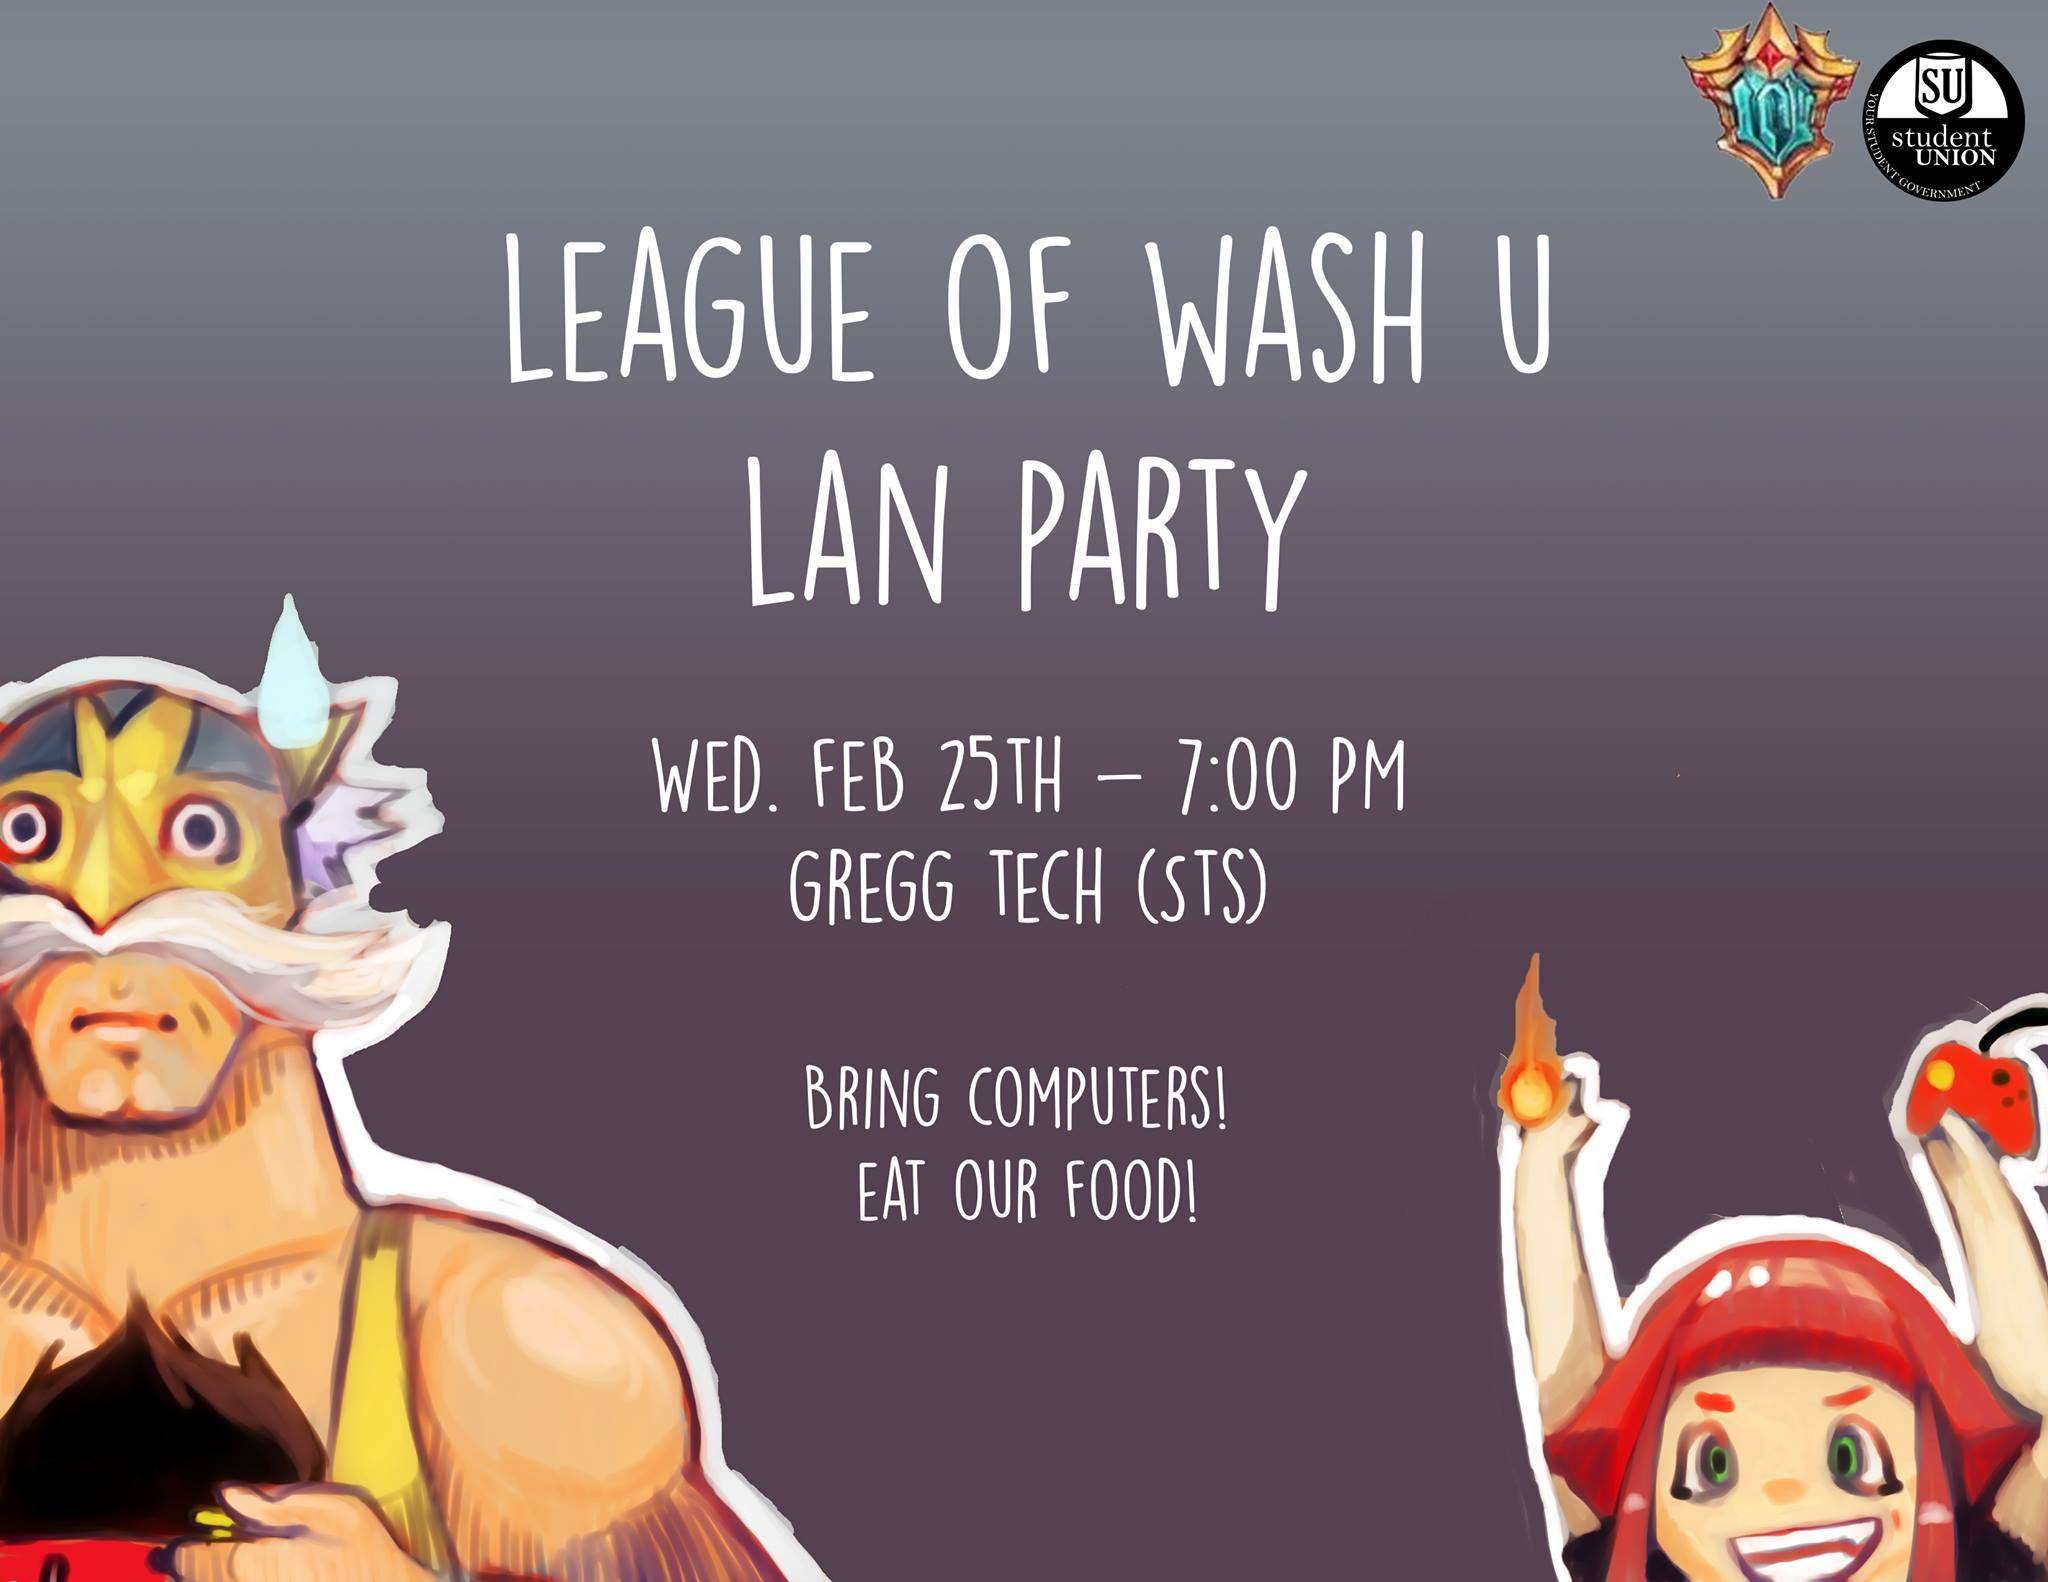 LoW
SU
student
UNION
YOUR STUDENT GOVERNMENT
LEAGUE OF WASH U
LAN PARTY
WED. FEB 25TH – 7:00 PM
GREGG TECH (STS)
BRING COMPUTERS!
EAT OUR FOOD!